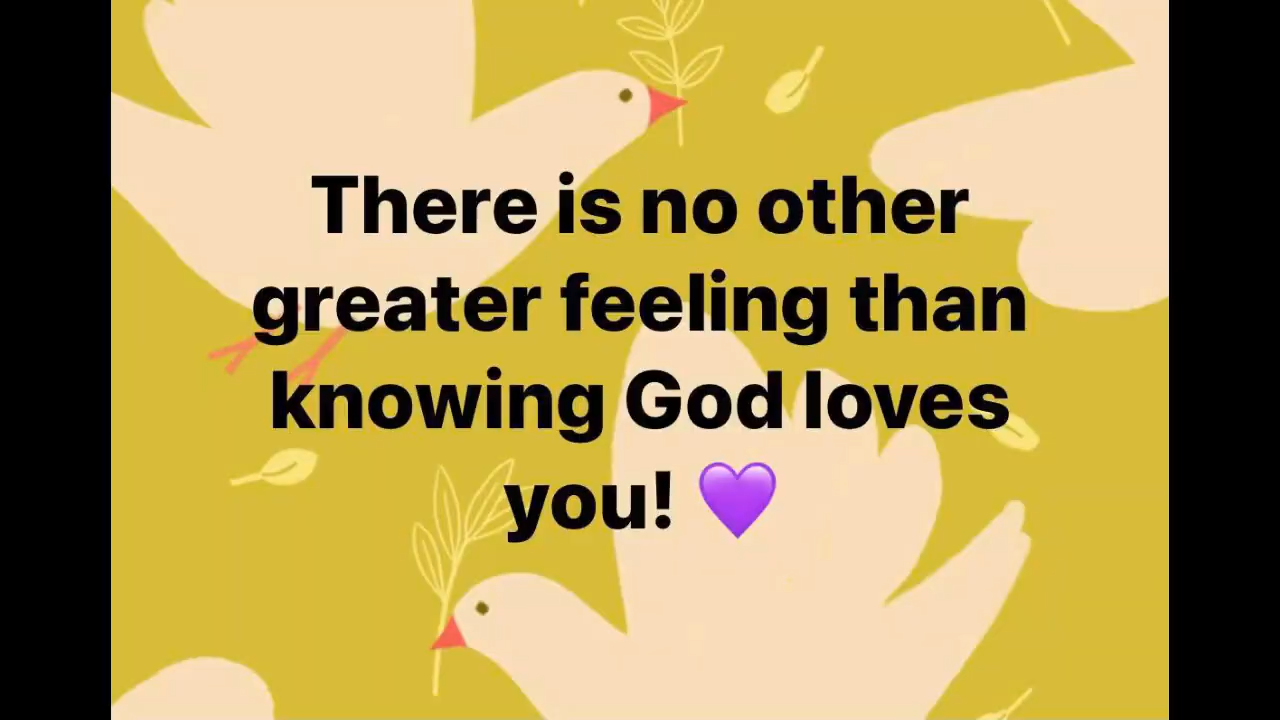 There is no other
greater feeling than
knowing God loves
you! 💜